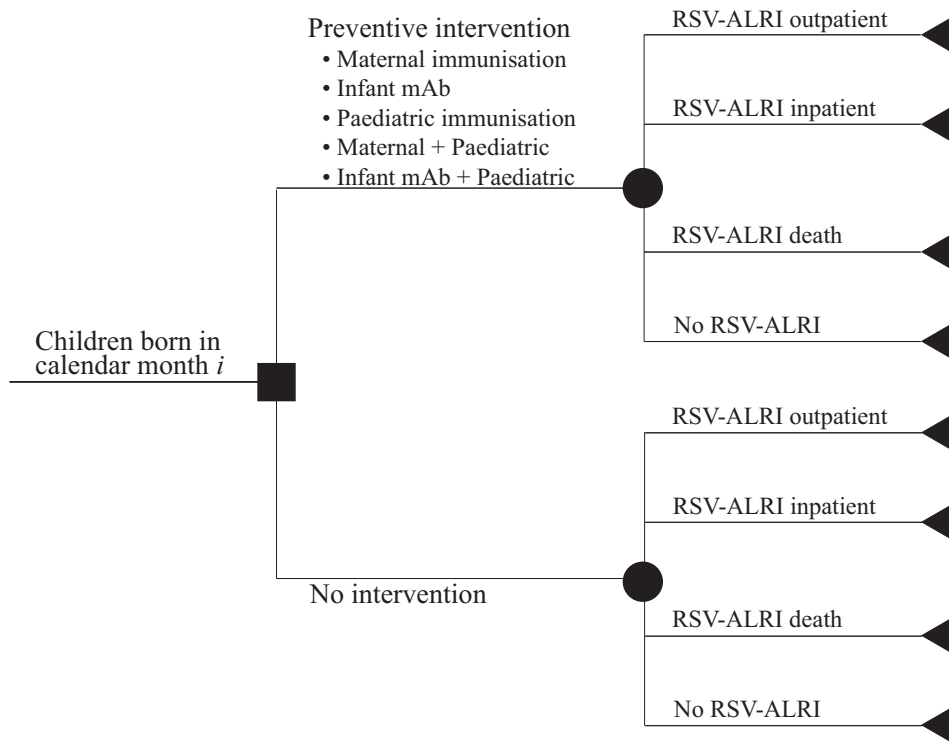 Preventive intervention
• Maternal immunisation
• Infant mAb
• Paediatric immunisation
• Maternal + Paediatric
• Infant mAb + Paediatric
RSV-ALRI outpatient
RSV-ALRI inpatient
RSV-ALRI death
No RSV-ALRI
Children born in
calendar month i
No intervention
RSV-ALRI outpatient
RSV-ALRI inpatient
RSV-ALRI death
No RSV-ALRI